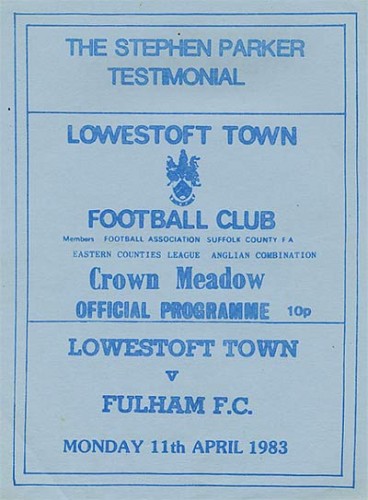 THE STEPHEN PARKER
TESTIMONIAL
LOWESTOFT TOWN
FOOTBALL CLUB
Members FOOTBALL ASSOCIATION SUFFOLK COUNTY F A
EASTERN COUNTIES LEAGUE ANGLIAN COMBINATION
Crown Meadow
OFFICIAL PROGRAMME 10p
LOWESTOFT TOWN
v
FULHAM F.C.
MONDAY 11th APRIL 1983